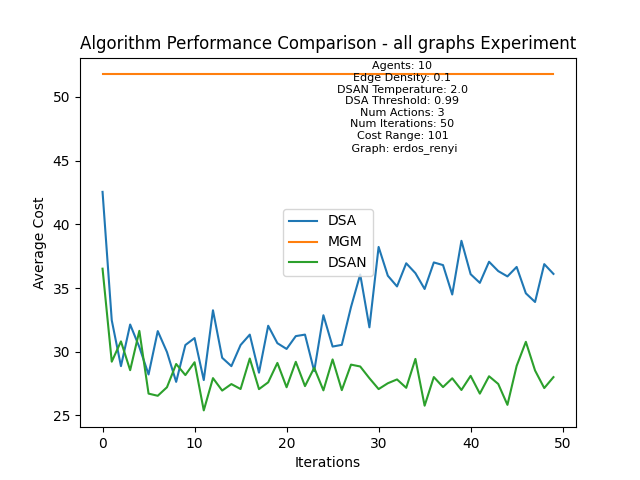 Algorithm Performance Comparison - all graphs Experiment
Agents: 10
Edge Density: 0.1
DSAN Temperature: 2.0
DSA Threshold: 0.99
Num Actions: 3
Num Iterations: 50
Cost Range: 101
Graph: erdos_renyi
50
45
40
35
30
25
Average Cost
DSA
MGM
DSAN
0 10 20 30 40 50
Iterations